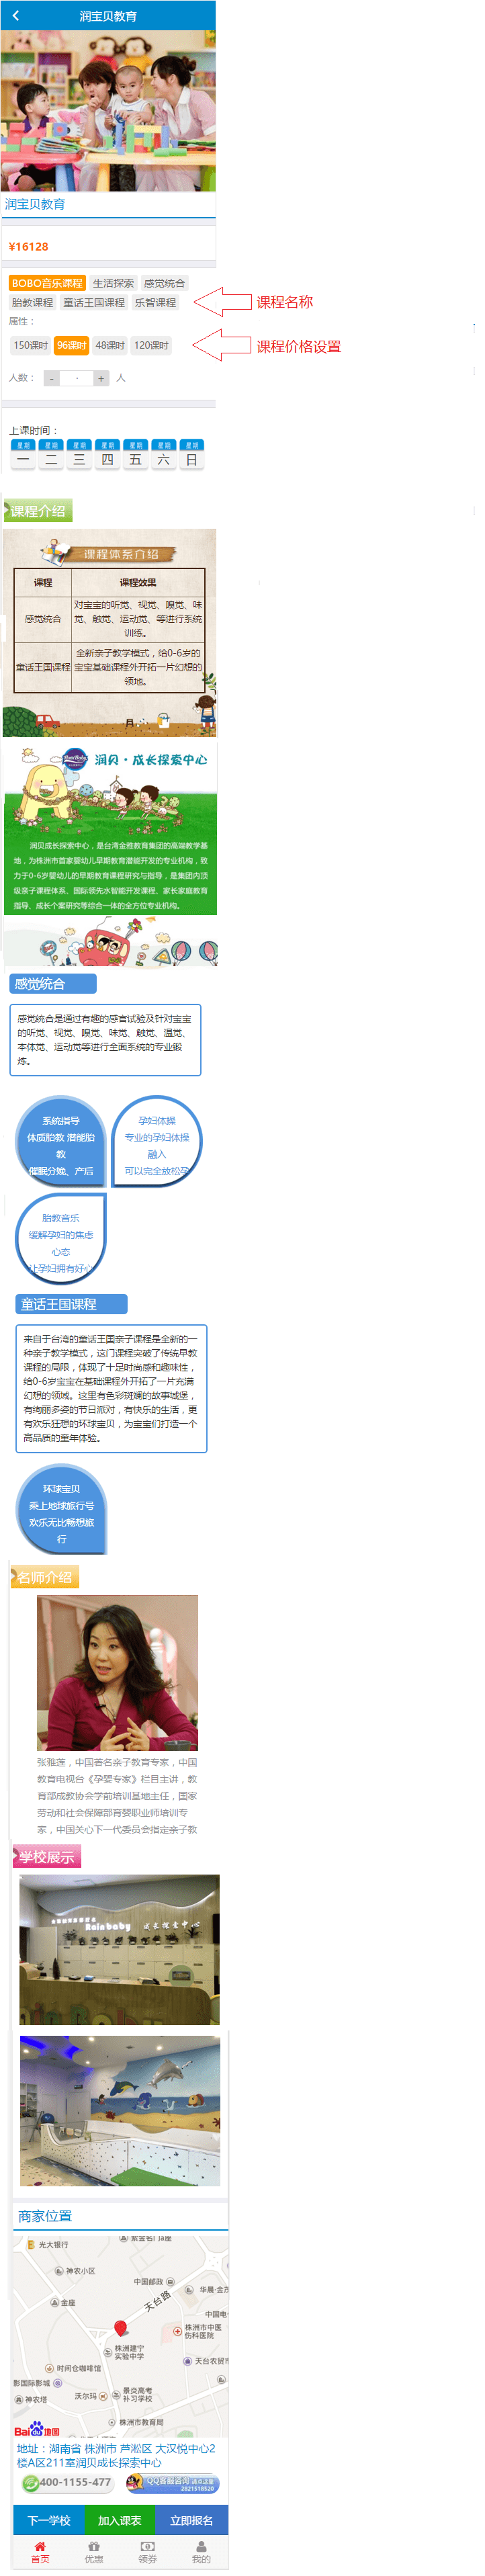 润宝贝教育
润宝贝教育
¥16128
BOBO音乐课程 生活探索 感觉统合
胎教课程 童话王国课程 乐智课程
课程名称
属性：
150课时 96课时 48课时 120课时
课程价格设置
人数： - + 人
上课时间：
星期 星期 星期 星期 星期 星期 星期
一 二 三 四 五 六 日
课程介绍
课程体系介绍
课程 课程效果
感觉统合
对宝宝的听觉、视觉、嗅觉、味
觉、触觉、运动觉、等进行系统
训练。
童话王国课程
全新亲子教学模式，给0-6岁的
宝宝基础课程外开拓一片幻想的
领地。
润贝·成长探索中心
润贝成长探索中心，是台湾金雅教育集团的高端教学基
地，为株洲市首家婴幼儿早期教育潜能开发的专业机构，致
力于0-6岁婴幼儿的早期教育课程研究与指导，是集团内顶
级亲子课程体系、国际领先水智能开发课程、家长家庭教育
指导、成长个案研究等综合一体的全方位专业机构。
感觉统合
感觉统合是通过有趣的感官试验及针对宝宝
的听觉、视觉、嗅觉、味觉、触觉、温觉、
本体觉、运动觉等进行全面系统的专业锻
炼。
系统指导
体质胎教 潜能胎
教
催眠分娩、产后
孕妇体操
专业的孕妇体操
融入
可以完全放松孕
胎教音乐
缓解孕妇的焦虑
心态
让孕妇拥有好心
童话王国课程
来自于台湾的童话王国亲子课程是全新的一
种亲子教学模式，这门课程突破了传统早教
课程的局限，体现了十足时尚感和趣味性，
给0-6岁宝宝在基础课程外开拓了一片充满
幻想的领域。这里有色彩斑斓的故事城堡，
有绚丽多姿的节日派对，有快乐的生活，更
有欢乐狂想的环球宝贝，为宝宝们打造一个
高品质的童年体验。
环球宝贝
乘上地球旅行号
欢乐无比畅想旅
行
名师介绍
张雅莲，中国著名亲子教育专家，中国
教育电视台《孕婴专家》栏目主讲，教
育部成教协会学前培训基地主任，国家
劳动和社会保障部育婴职业师培训专
家，中国关心下一代委员会指定亲子教
学校展示
Rainbaby 成长探索中心
商家位置
光大银行
神农小区
中国邮政
华晨·金
金座
天台路
中国电
株洲市中医
伤科医院
株洲建宁
实验中学
时间仓咖啡馆
天台农贸市
影国际影城
神农塔
沃尔玛
景炎高考
补习学校
株洲市教育局
Bai 地图
地址：湖南省 株洲市 芦淞区 大汉悦中心2
楼A区211室润贝成长探索中心
400-1155-477
QQ客服咨询 请点这里
2821518520
下一学校 加入课表 立即报名
首页 优惠 领券 我的